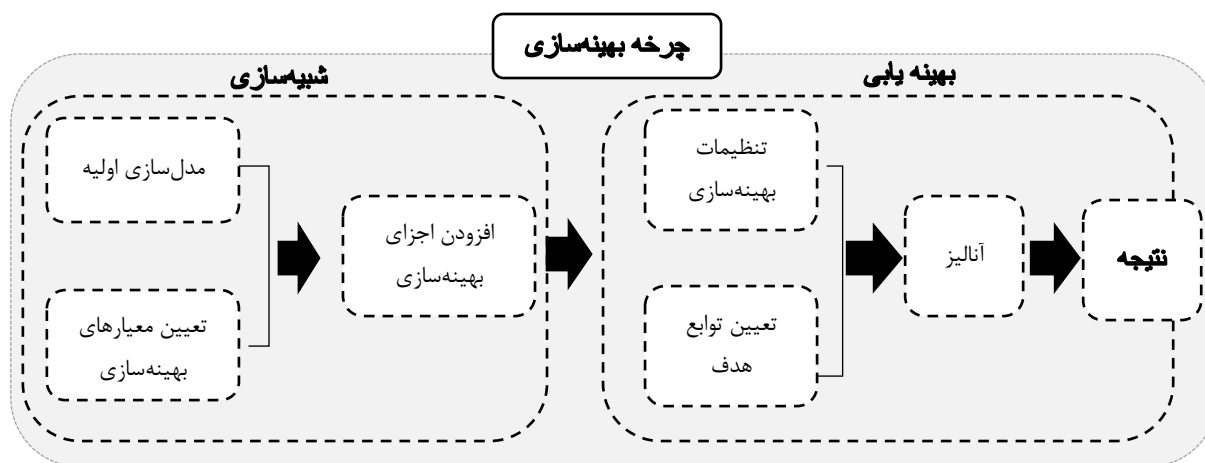 چرخه بهینه‌سازی
شبیه‌سازی
مدل‌سازی اولیه
تعیین معیارهای
بهینه‌سازی
افزودن اجزای
بهینه‌سازی
بهینه یابی
تنظیمات
بهینه‌سازی
تعیین توابع
هدف
آنالیز
نتیجه